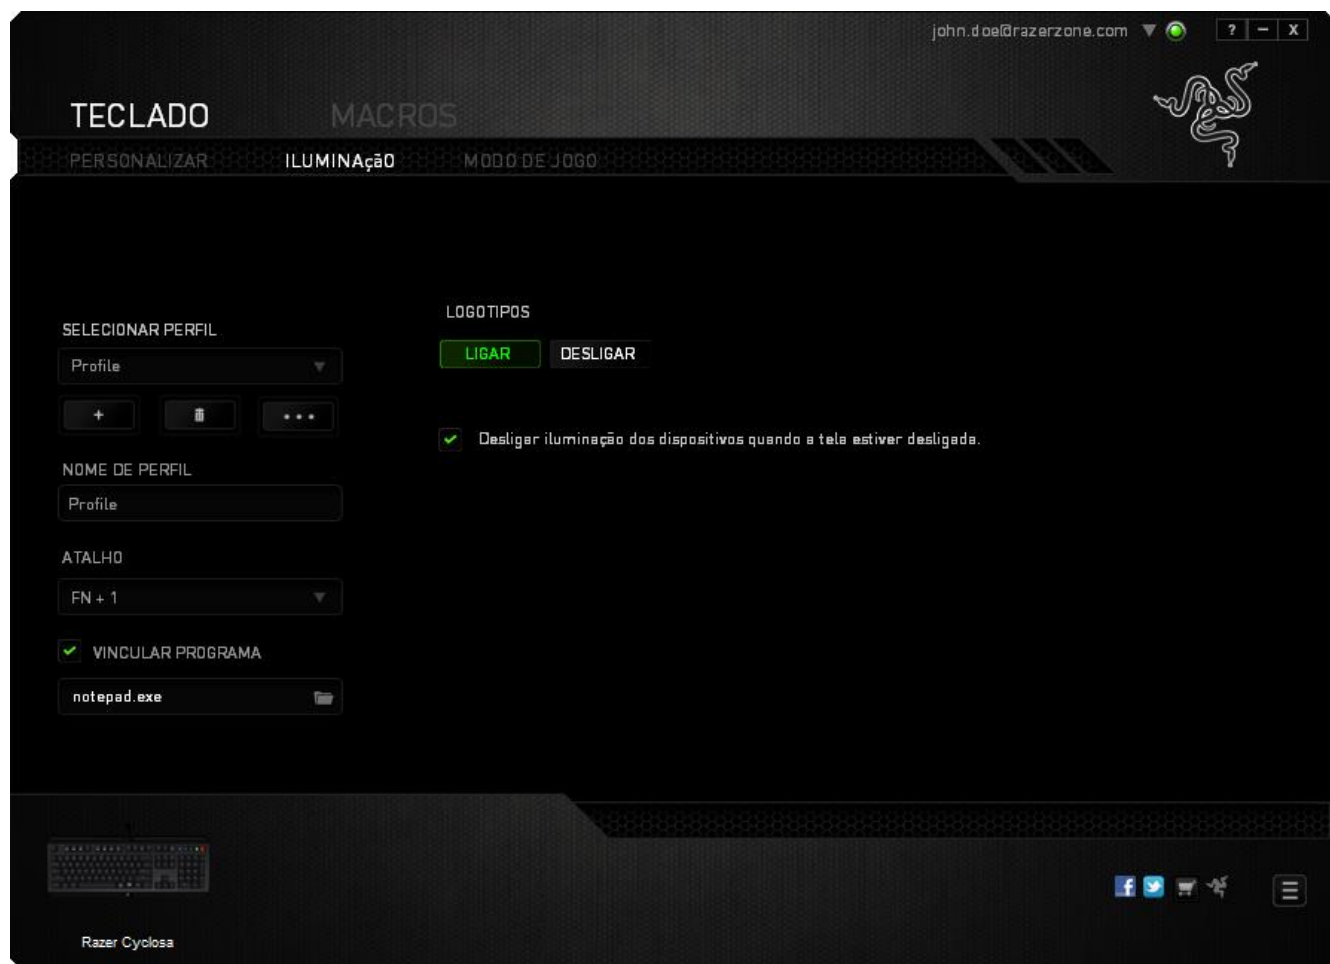 john.doe@razerzone.com
? – X
TECLADO MACROS
PERSONALIZAR ILUMINAçãO MODO DE JOGO
LOGOTIPOS
SELECIONAR PERFIL
LIGAR DESLIGAR
Profile
+ •••
Desligar iluminação dos dispositivos quando a tela estiver desligada.
NOME DE PERFIL
Profile
ATALHO
FN + 1
VINCULAR PROGRAMA
notepad.exe
Razer Cyclosa